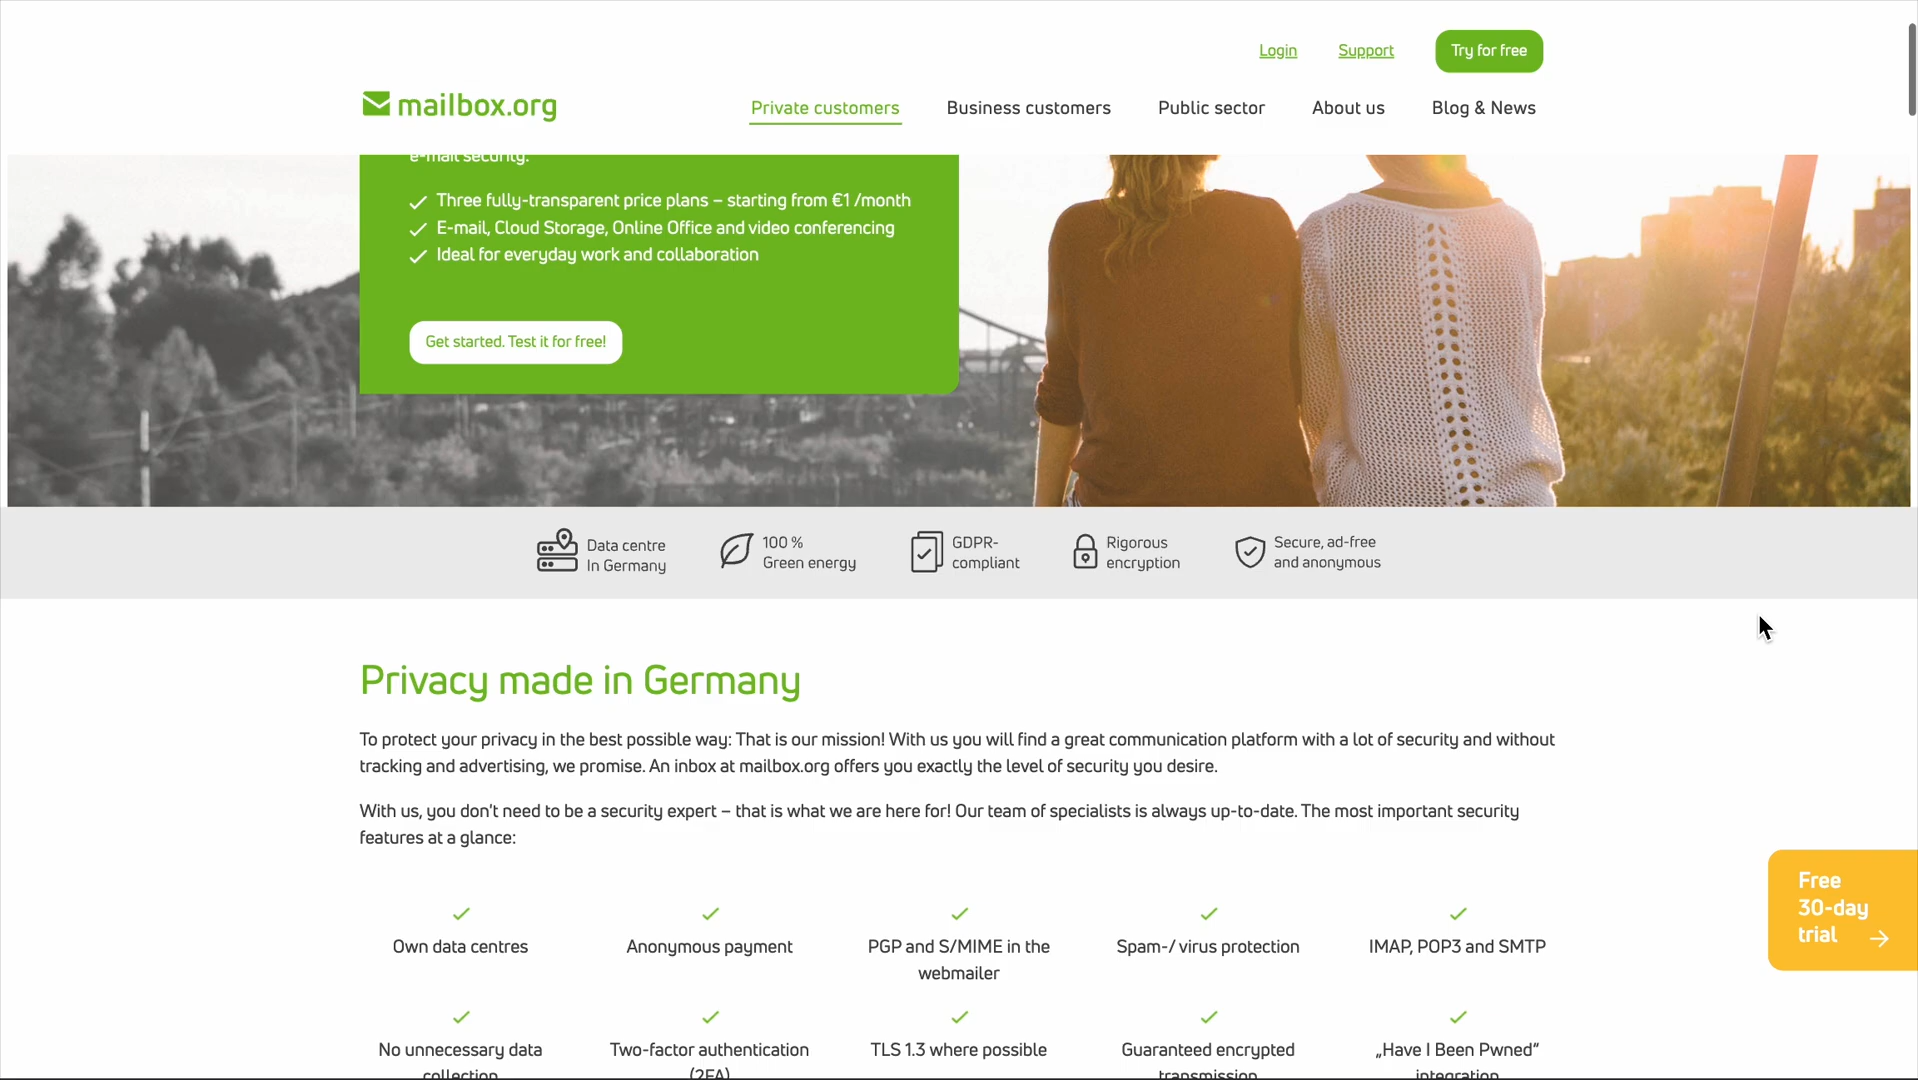 Login
Support
Try for free
mailbox.org
Private customers
Business customers
Public sector
About us
Blog & News
e-mail security.
Three fully-transparent price plans – starting from €1 /month
E-mail, Cloud Storage, Online Office and video conferencing
Ideal for everyday work and collaboration
Get started. Test it for free!
Data centre
In Germany
100 %
Green energy
GDPR-
compliant
Rigorous
encryption
Secure, ad-free
and anonymous
Privacy made in Germany
To protect your privacy in the best possible way: That is our mission! With us you will find a great communication platform with a lot of security and without
tracking and advertising, we promise. An inbox at mailbox.org offers you exactly the level of security you desire.
With us, you don't need to be a security expert – that is what we are here for! Our team of specialists is always up-to-date. The most important security
features at a glance:
Free
30-day
trial
Own data centres
Anonymous payment
PGP and S/MIME in the
webmailer
Spam-/ virus protection
IMAP, POP3 and SMTP
No unnecessary data
collection
Two-factor authentication
(2FA)
TLS 1.3 where possible
Guaranteed encrypted
transmission
„Have I Been Pwned“
integration